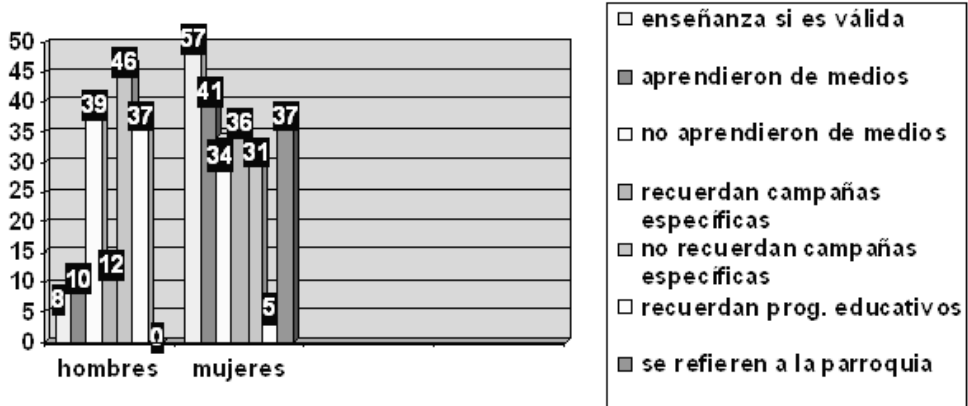 enseñanza si es válida
aprendieron de medios
no aprendieron de medios
recuerdan campañas
específicas
no recuerdan campañas
específicas
recuerdan prog. educativos
se refieren a la parroquia
50
45
40
35
30
25
20
15
10
5
0
8
10
39
12
46
37
0
57
41
34
36
31
5
37
hombres
mujeres